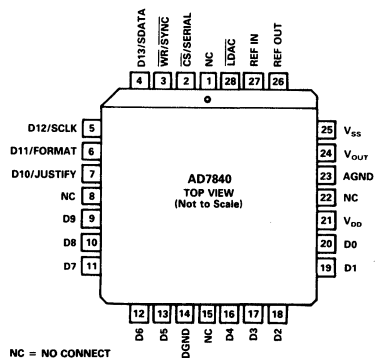 D13/SDATA
WR/SYNC
CS/SERIAL
NC
LDAC
REF IN
REF OUT
4 3 2 1 28 27 26
D12/SCLK 5
D11/FORMAT 6
D10/JUSTIFY 7
NC 8
D9 9
D8 10
D7 11
AD7840
TOP VIEW
(Not to Scale)
25 VSS
24 VOUT
23 AGND
22 NC
21 VDD
20 D0
19 D1
12 13 14 15 16 17 18
D6
D5
DGND
NC
D4
D3
D2
NC = NO CONNECT